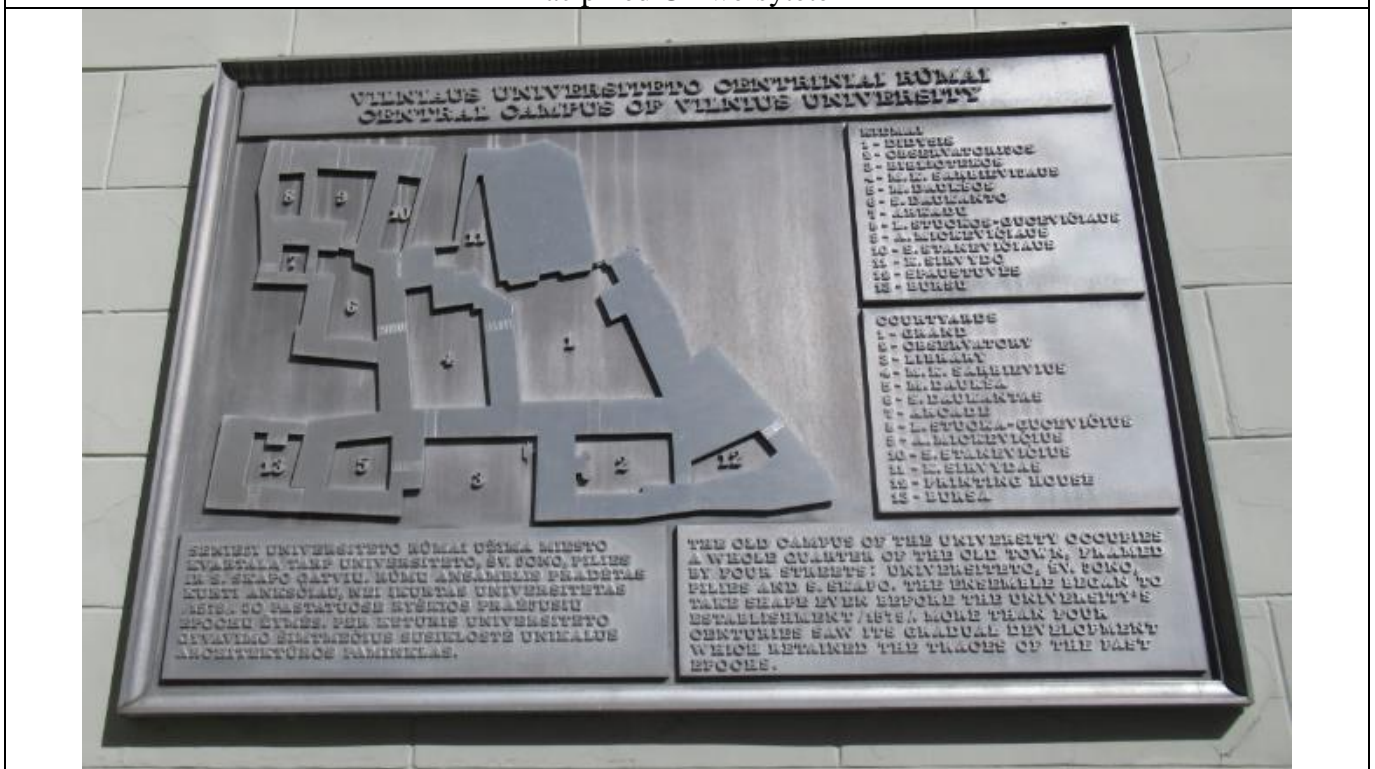 VILNIAUS UNIVERSITETO CENTRINIAI RŪMAI
CENTRAL CAMPUS OF VILNIUS UNIVERSITY
KIEMAI
1 - DIDYSIS
2 - OBSERVATORIJOS
3 - BIBLIOTEKOS
4 - M. K. SARBIEVIJAUS
5 - M. DAUKŠOS
6 - S. DAUKANTO
7 - ARKADŲ
8 - L. STUOKOS-GUCEVIČIAUS
9 - A. MICKEVIČIAUS
10 - S. STANEVIČIAUS
11 - K. SIRVYDO
12 - SPAUSTUVĖS
13 - BURSŲ
COURTYARDS
1 - GRAND
2 - OBSERVATORY
3 - LIBRARY
4 - M. K. SARBIEVIUS
5 - M. DAUKŠA
6 - S. DAUKANTAS
7 - ARCADE
8 - L. STUOKA-GUCEVIČIUS
9 - A. MICKEVIČIUS
10 - S. STANEVIČIUS
11 - K. SIRVYDAS
12 - PRINTING HOUSE
13 - BURSA
8 9 10
11
7
6
4
1
13 5 3 2 12
SENIEJI UNIVERSITETO RŪMAI UŽIMA MIESTO
KVARTALĄ TARP UNIVERSITETO, ŠV. JONO, PILIES
IR S. SKAPO GATVIŲ. RŪMŲ ANSAMBLIS PRADĖTAS
KURTI ANKSČIAU, NEI ĮKURTAS UNIVERSITETAS
/1579/. JO PASTATUOSE RYŠKIOS PRAĖJUSIŲ
EPOCHŲ ŽYMĖS. PER KETURIS UNIVERSITETO
GYVAVIMO ŠIMTMEČIUS SUSIKLOSTĖ UNIKALUS
ARCHITEKTŪROS PAMINKLAS.
THE OLD CAMPUS OF THE UNIVERSITY OCCUPIES
A WHOLE QUARTER OF THE OLD TOWN, FRAMED
BY FOUR STREETS: UNIVERSITETO, ŠV. JONO,
PILIES AND S. SKAPO. THE ENSEMBLE BEGAN TO
TAKE SHAPE EVEN BEFORE THE UNIVERSITY'S
ESTABLISHMENT /1579/. MORE THAN FOUR
CENTURIES SAW ITS GRADUAL DEVELOPMENT
WHICH RETAINED THE TRACES OF THE PAST
EPOCHS.